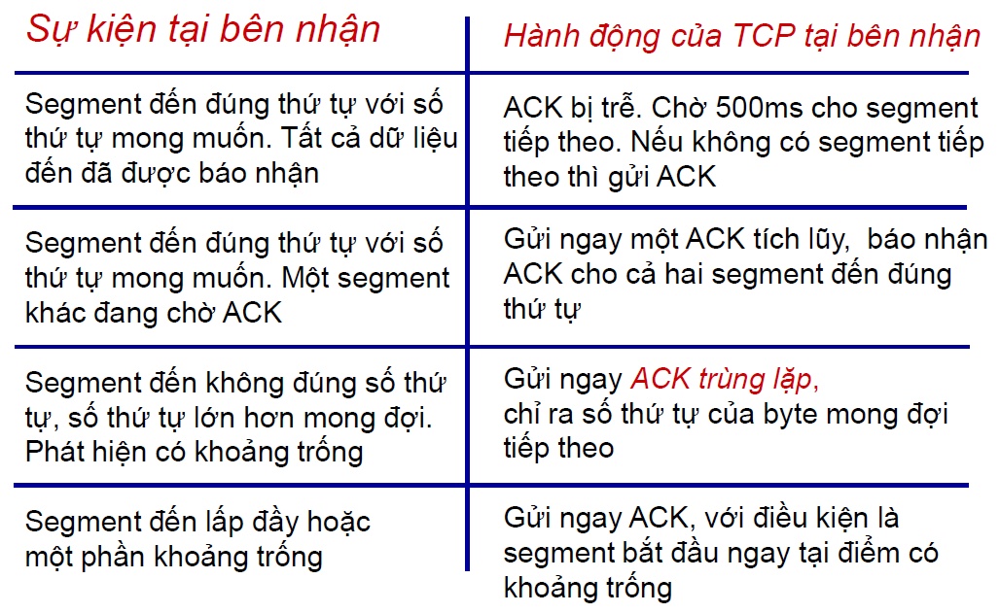 Sự kiện tại bên nhận
Hành động của TCP tại bên nhận
Segment đến đúng thứ tự với số
thứ tự mong muốn. Tất cả dữ liệu
đến đã được báo nhận
ACK bị trễ. Chờ 500ms cho segment
tiếp theo. Nếu không có segment tiếp
theo thì gửi ACK
Segment đến đúng thứ tự với số
thứ tự mong muốn. Một segment
khác đang chờ ACK
Gửi ngay một ACK tích lũy, báo nhận
ACK cho cả hai segment đến đúng
thứ tự
Segment đến không đúng số thứ
tự, số thứ tự lớn hơn mong đợi.
Phát hiện có khoảng trống
Gửi ngay ACK trùng lặp,
chỉ ra số thứ tự của byte mong đợi
tiếp theo
Segment đến lấp đầy hoặc
một phần khoảng trống
Gửi ngay ACK, với điều kiện là
segment bắt đầu ngay tại điểm có
khoảng trống